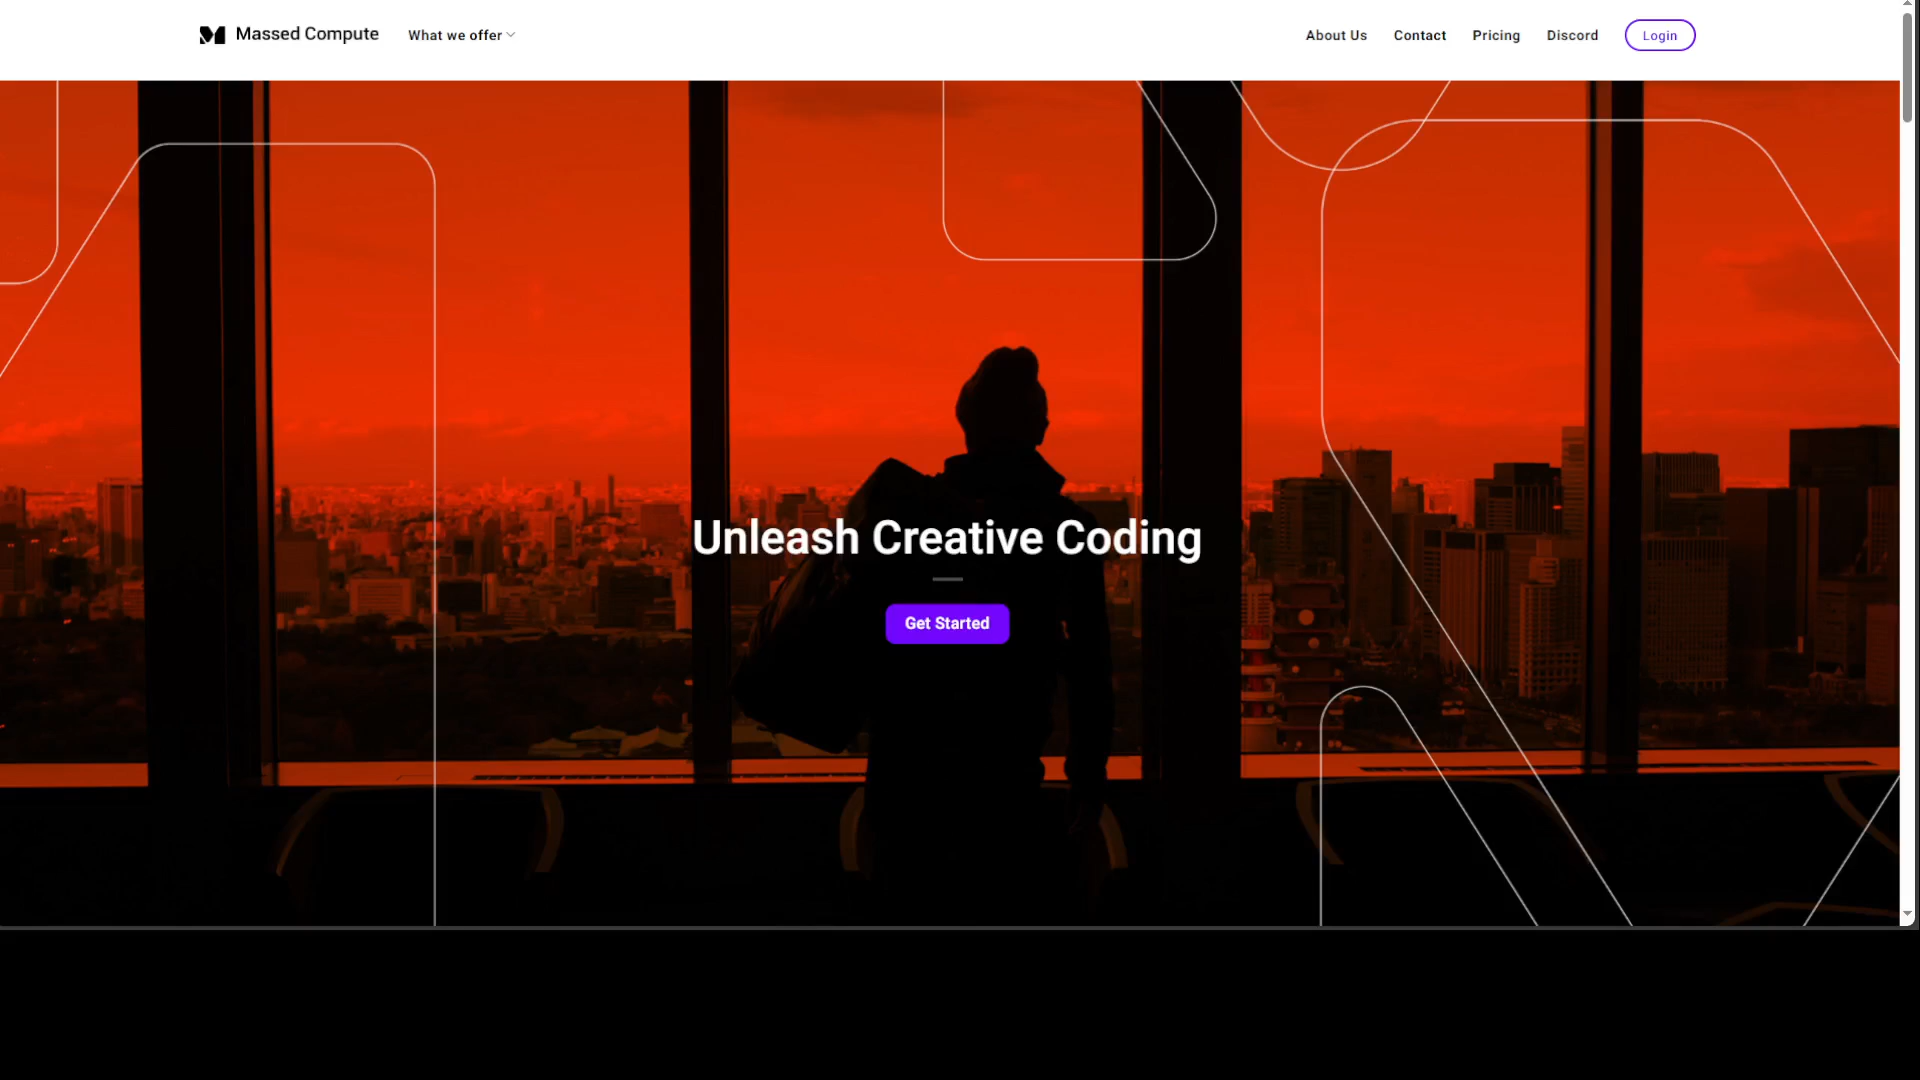 Massed Compute
What we offer
About Us
Contact
Pricing
Discord
Login
Unleash Creative Coding
Get Started